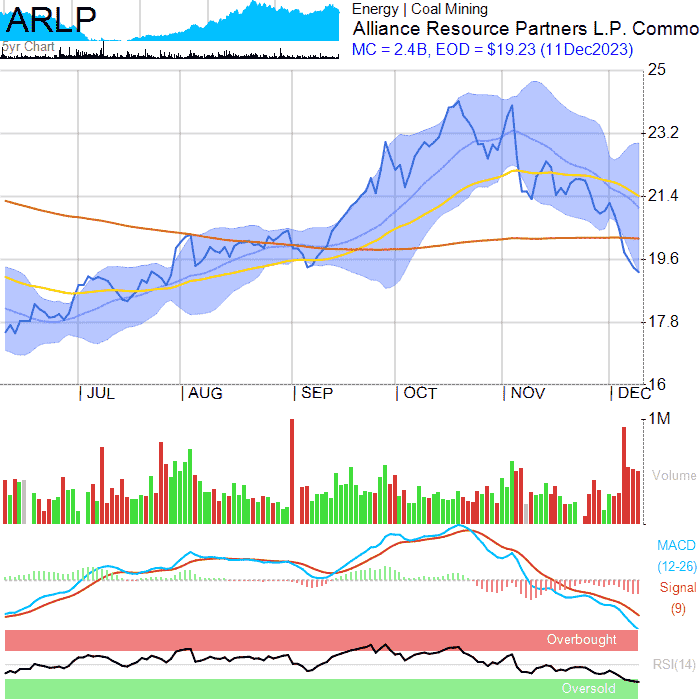 ARLP
5yr Chart
Energy | Coal Mining
Alliance Resource Partners L.P. Commo
MC = 2.4B, EOD = $19.23 (11Dec2023)
25
23.2
21.4
19.6
17.8
16
| JUL | AUG | SEP | OCT | NOV | DEC
1M
Volume
MACD
(12-26)
Signal
(9)
Overbought
RSI(14)
Oversold